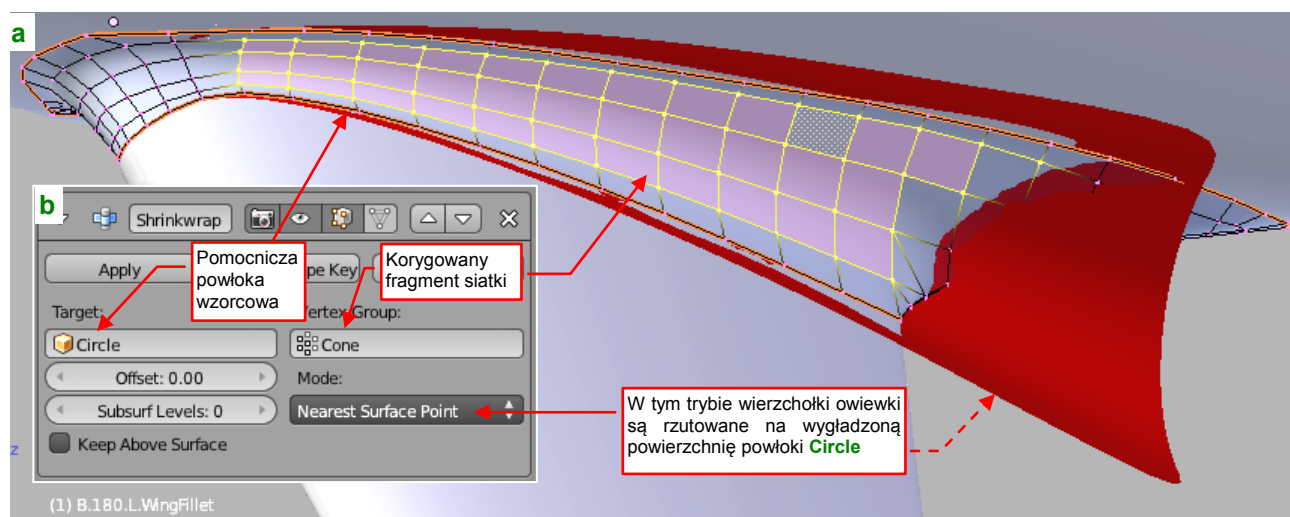 a
b
Shrinkwrap
Apply
pe Key
Pomocnicza
powłoka
wzorcowa
Korygowany
fragment siatki
Target:
Vertex Group:
Circle
Cone
Offset: 0.00
Mode:
Subsurf Levels: 0
Nearest Surface Point
Keep Above Surface
W tym trybie wierzchołki owiewki
są rzutowane na wygładzoną
powierzchnię powłoki Circle
z
(1) B.180.L.WingFillet